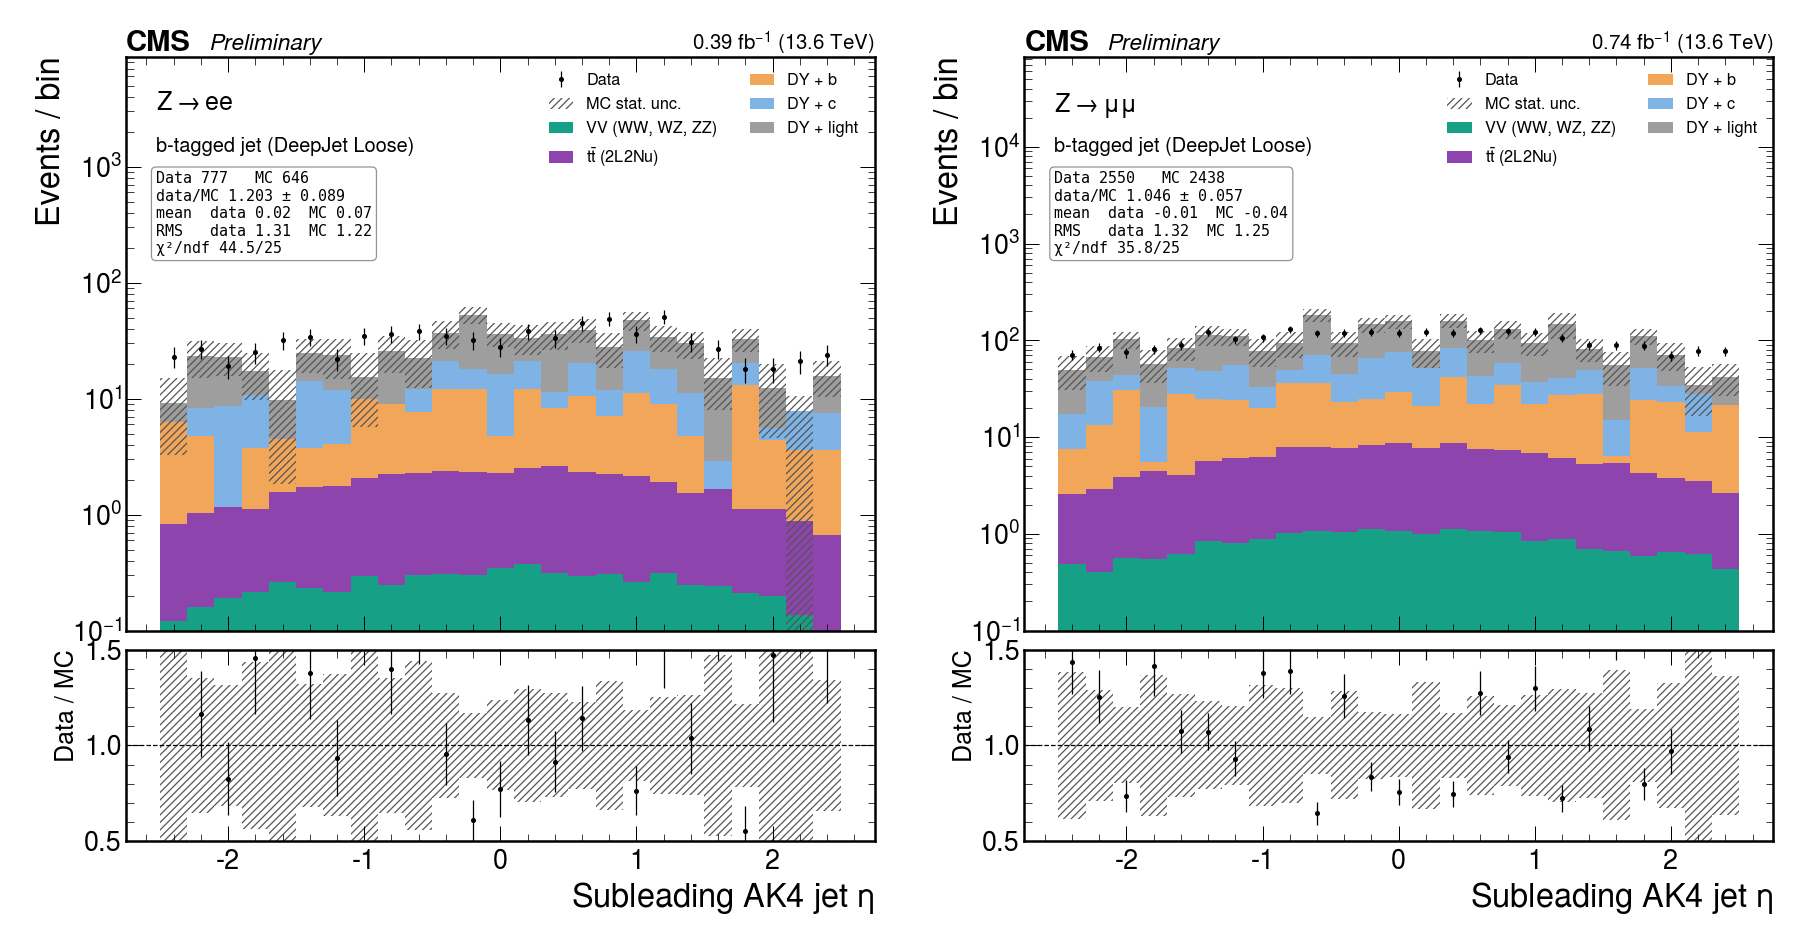 CMS Preliminary 0.39 fb⁻¹ (13.6 TeV)
Events / bin
Z → ee
b-tagged jet (DeepJet Loose)
Data 777   MC 646
data/MC 1.203 ± 0.089
mean  data 0.02  MC 0.07
RMS   data 1.31  MC 1.22
χ²/ndf 44.5/25
Data
MC stat. unc.
VV (WW, WZ, ZZ)
tt̄ (2L2Nu)
DY + b
DY + c
DY + light
10³
10²
10¹
10⁰
10⁻¹
Data / MC
1.5
1.0
0.5
-2 -1 0 1 2
Subleading AK4 jet η
CMS Preliminary 0.74 fb⁻¹ (13.6 TeV)
Events / bin
Z → μμ
b-tagged jet (DeepJet Loose)
Data 2550   MC 2438
data/MC 1.046 ± 0.057
mean  data -0.01  MC -0.04
RMS   data 1.32  MC 1.25
χ²/ndf 35.8/25
Data
MC stat. unc.
VV (WW, WZ, ZZ)
tt̄ (2L2Nu)
DY + b
DY + c
DY + light
10⁴
10³
10²
10¹
10⁰
10⁻¹
Data / MC
1.5
1.0
0.5
-2 -1 0 1 2
Subleading AK4 jet η